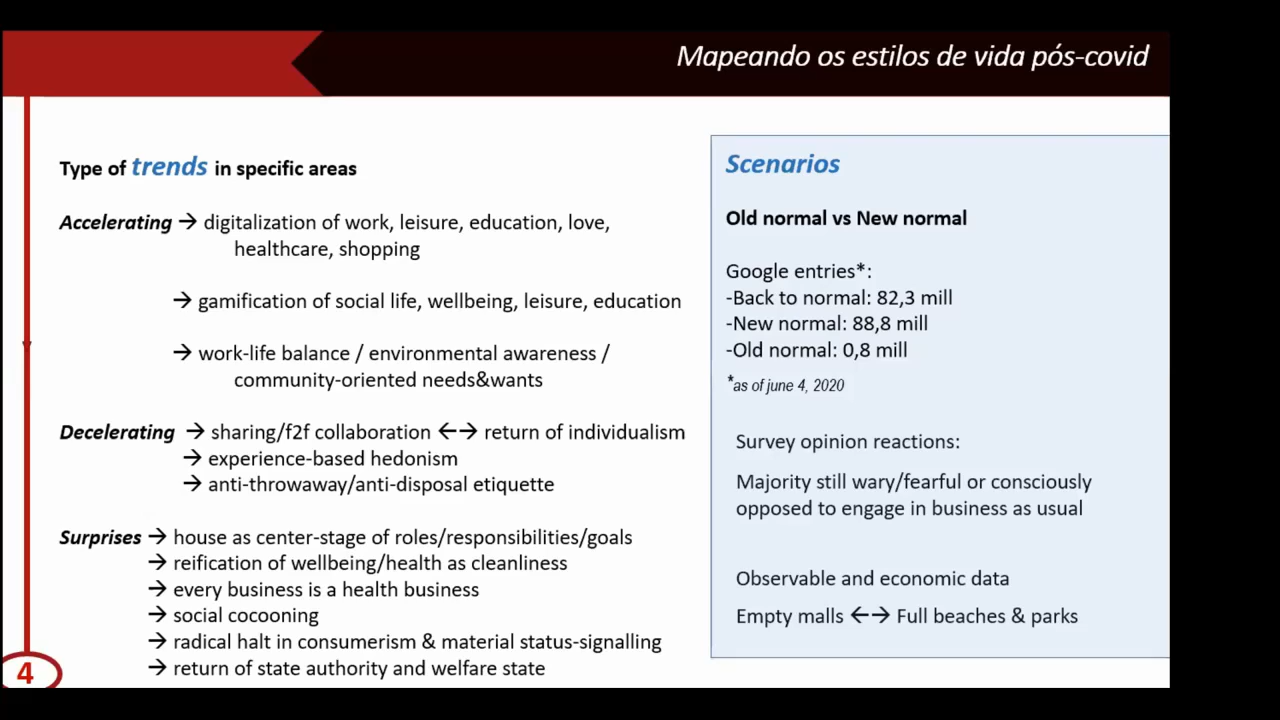 Mapeando os estilos de vida pós-covid
Type of trends in specific areas
Accelerating → digitalization of work, leisure, education, love,
healthcare, shopping
→ gamification of social life, wellbeing, leisure, education
→ work-life balance / environmental awareness /
community-oriented needs&wants
Decelerating → sharing/f2f collaboration ←→ return of individualism
→ experience-based hedonism
→ anti-throwaway/anti-disposal etiquette
Surprises → house as center-stage of roles/responsibilities/goals
→ reification of wellbeing/health as cleanliness
→ every business is a health business
→ social cocooning
→ radical halt in consumerism & material status-signalling
→ return of state authority and welfare state
Scenarios
Old normal vs New normal
Google entries*:
-Back to normal: 82,3 mill
-New normal: 88,8 mill
-Old normal: 0,8 mill
*as of june 4, 2020
Survey opinion reactions:
Majority still wary/fearful or consciously
opposed to engage in business as usual
Observable and economic data
Empty malls ←→ Full beaches & parks
4